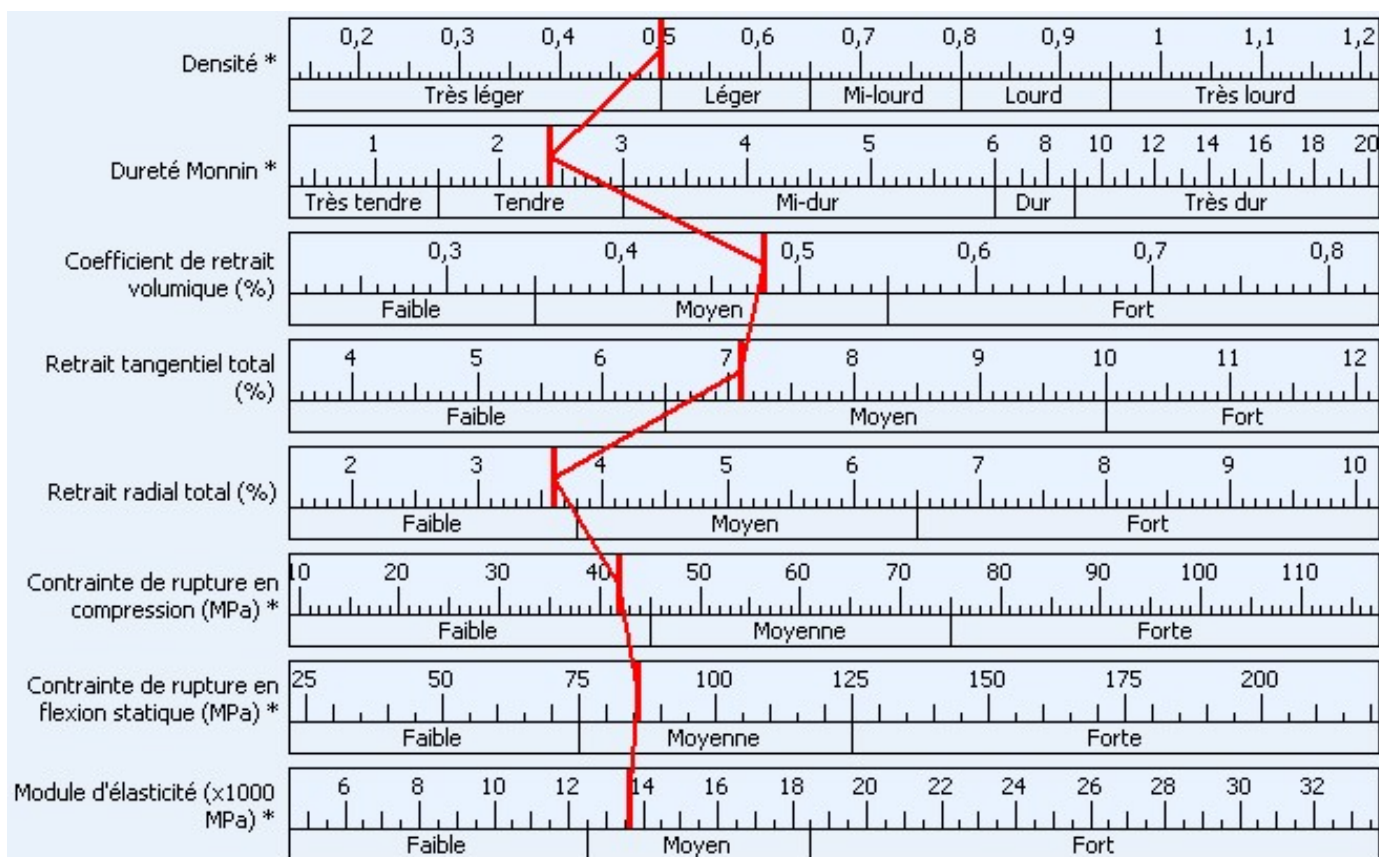 0,2 0,3 0,4 0,5 0,6 0,7 0,8 0,9 1 1,1 1,2
Densité *
Très léger Léger Mi-lourd Lourd Très lourd
1 2 3 4 5 6 8 10 12 14 16 18 20
Dureté Monnin *
Très tendre Tendre Mi-dur Dur Très dur
0,3 0,4 0,5 0,6 0,7 0,8
Coefficient de retrait
volumique (%)
Faible Moyen Fort
4 5 6 7 8 9 10 11 12
Retrait tangentiel total
(%)
Faible Moyen Fort
2 3 4 5 6 7 8 9 10
Retrait radial total (%)
Faible Moyen Fort
10 20 30 40 50 60 70 80 90 100 110
Contrainte de rupture en
compression (MPa) *
Faible Moyenne Forte
25 50 75 100 125 150 175 200
Contrainte de rupture en
flexion statique (MPa) *
Faible Moyenne Forte
6 8 10 12 14 16 18 20 22 24 26 28 30 32
Module d'élasticité (x1000
MPa) *
Faible Moyen Fort